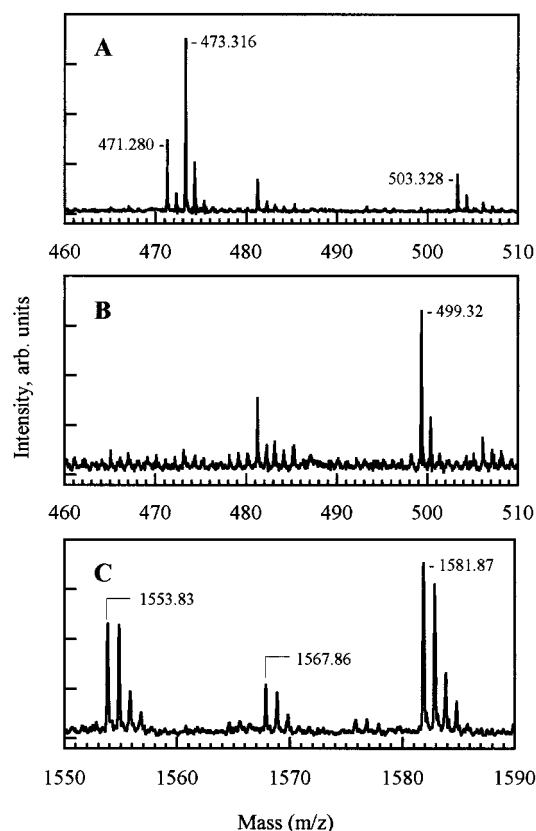 A
- 473.316
471.280 -
503.328 -
460 470 480 490 500 510
B
- 499.32
460 470 480 490 500 510
Intensity, arb. units
C
- 1581.87
1553.83
1567.86
1550 1560 1570 1580 1590
Mass (m/z)